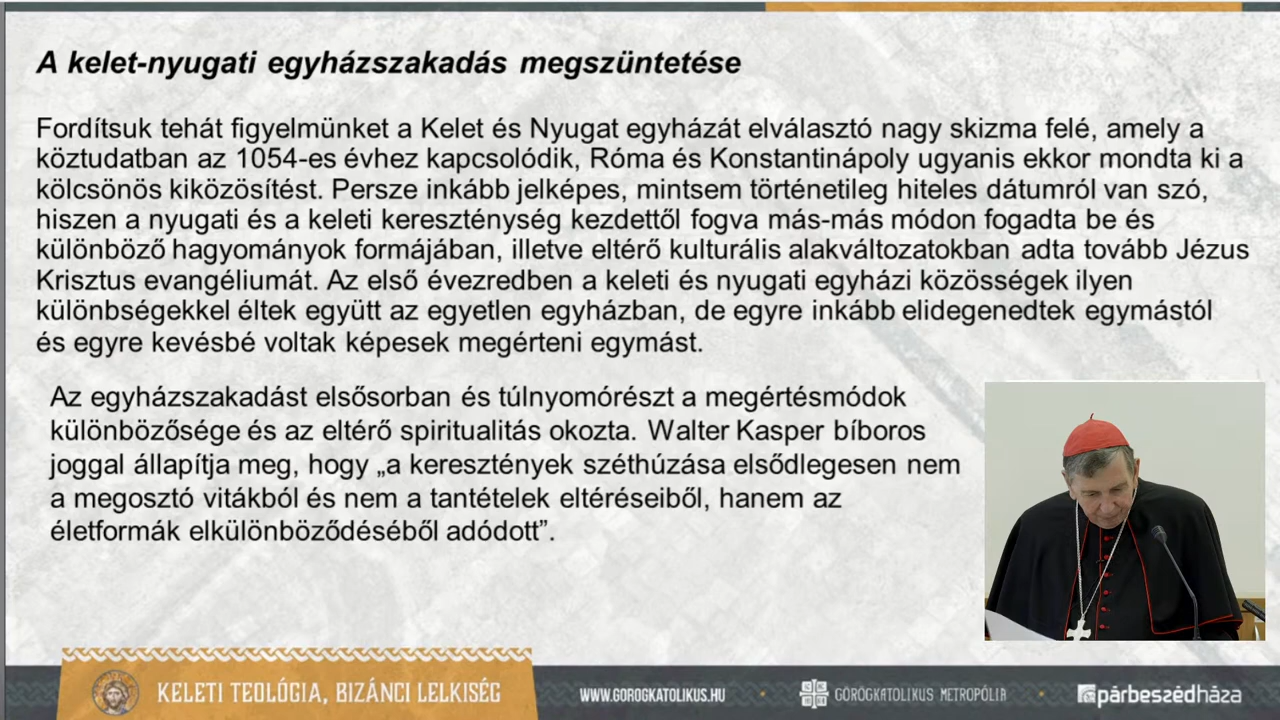 A kelet-nyugati egyházszakadás megszüntetése
Fordítsuk tehát figyelmünket a Kelet és Nyugat egyházát elválasztó nagy skizma felé, amely a
köztudatban az 1054-es évhez kapcsolódik, Róma és Konstantinápoly ugyanis ekkor mondta ki a
kölcsönös kiközösítést. Persze inkább jelképes, mintsem történetileg hiteles dátumról van szó,
hiszen a nyugati és a keleti kereszténység kezdettől fogva más-más módon fogadta be és
különböző hagyományok formájában, illetve eltérő kulturális alakváltozatokban adta tovább Jézus
Krisztus evangéliumát. Az első évezredben a keleti és nyugati egyházi közösségek ilyen
különbségekkel éltek együtt az egyetlen egyházban, de egyre inkább elidegenedtek egymástól
és egyre kevésbé voltak képesek megérteni egymást.
Az egyházszakadást elsősorban és túlnyomórészt a megértésmódok
különbözősége és az eltérő spiritualitás okozta. Walter Kasper bíboros
joggal állapítja meg, hogy „a keresztények széthúzása elsődlegesen nem
a megosztó vitákból és nem a tantételek eltéréseiből, hanem az
életformák elkülönböződéséből adódott”.
KELETI TEOLÓGIA, BIZÁNCI LELKISÉG
WWW.GOROGKATOLIKUS.HU
GÖRÖGKATOLIKUS METROPÓLIA
párbeszédháza